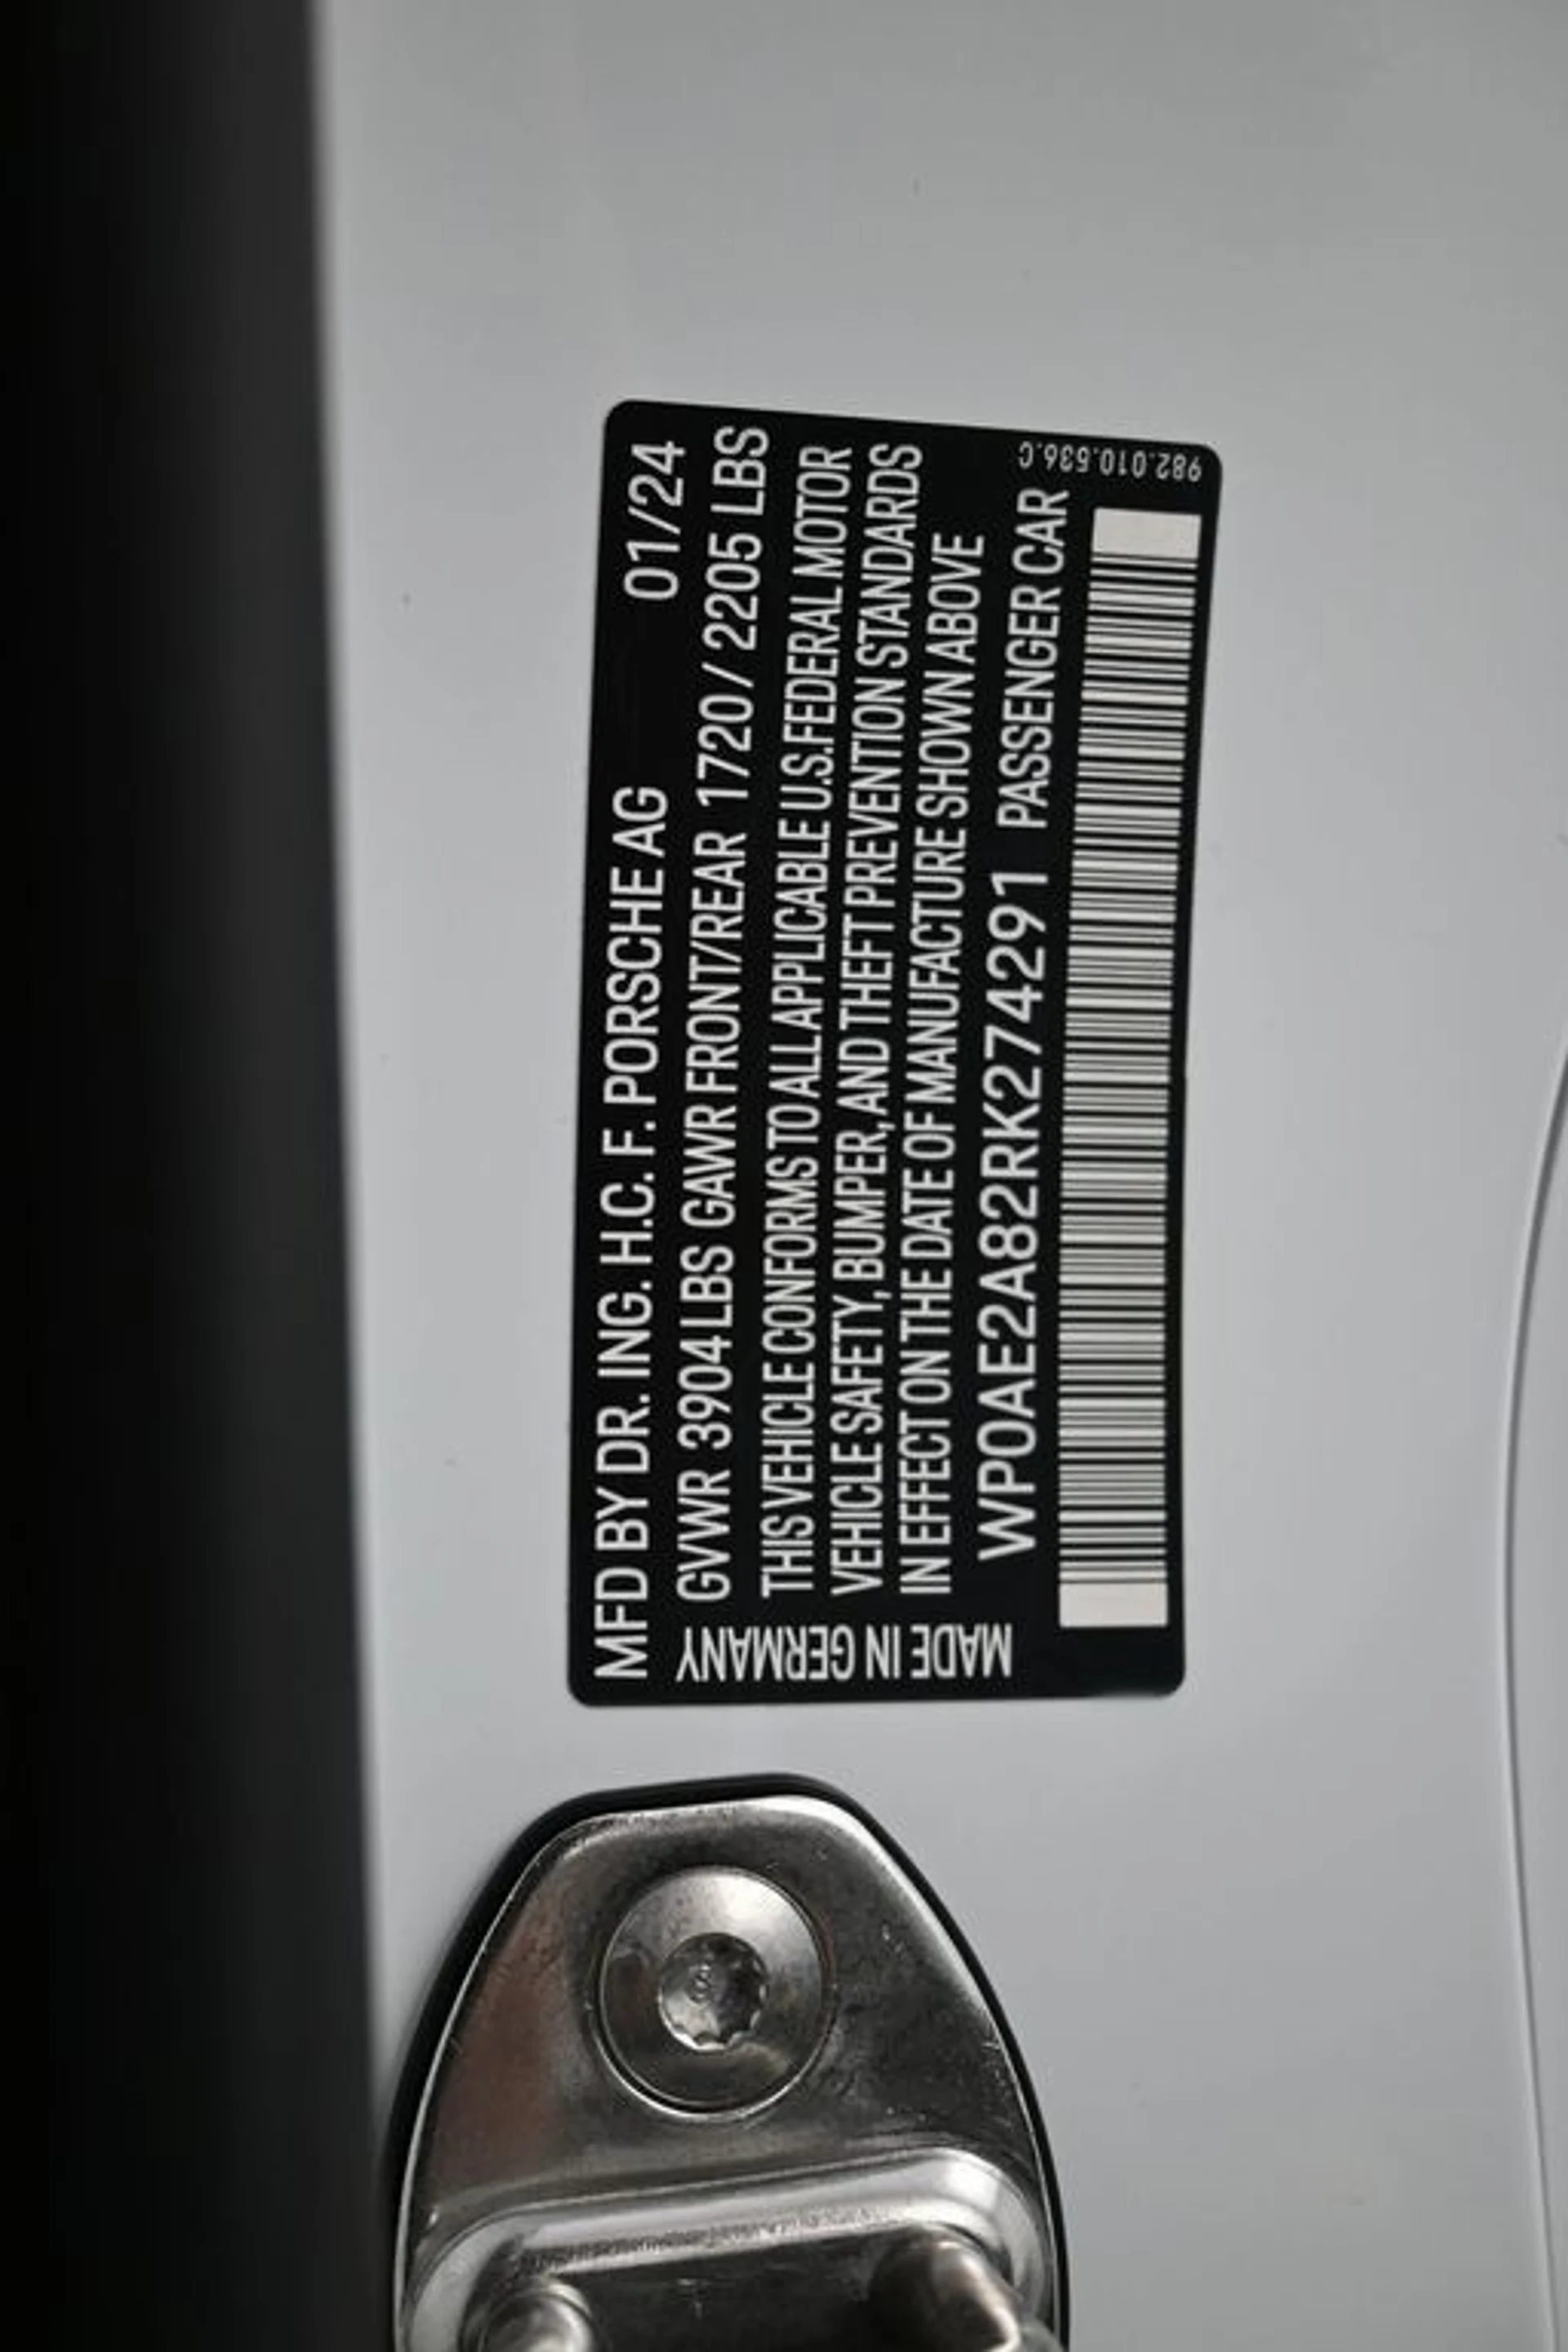 MFD BY DR. ING. H.C. F. PORSCHE AG 01/24
GVWR 3904 LBS GAWR FRONT/REAR 1720 / 2205 LBS
THIS VEHICLE CONFORMS TO ALL APPLICABLE U.S.FEDERAL MOTOR
VEHICLE SAFETY, BUMPER, AND THEFT PREVENTION STANDARDS
IN EFFECT ON THE DATE OF MANUFACTURE SHOWN ABOVE
WP0AE2A82RK274291 PASSENGER CAR
MADE IN GERMANY
982.010.536.C